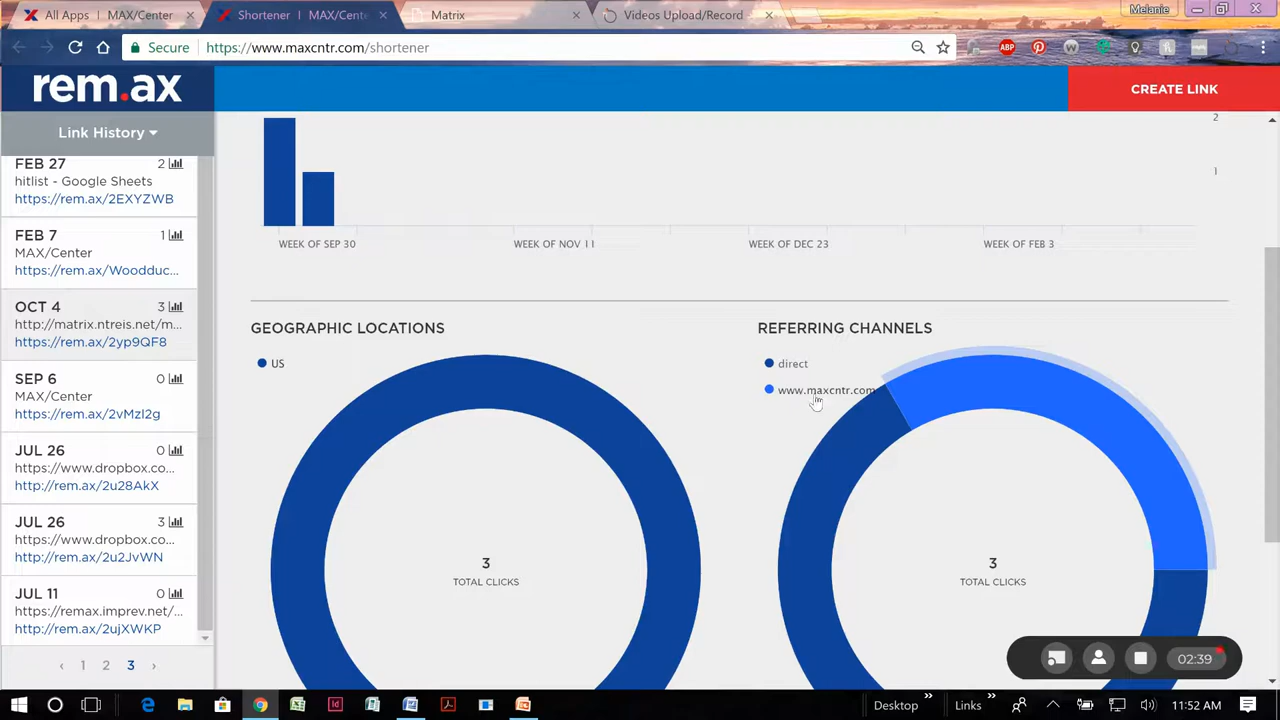 All Apps | MAX/Center
Shortener | MAX/Cente
Matrix
Videos Upload/Record
Melanie
Secure
https://www.maxcntr.com/shortener
ABP
rem.ax
CREATE LINK
Link History
FEB 27 2
hitlist - Google Sheets
https://rem.ax/2EXYZWB
FEB 7 1
MAX/Center
https://rem.ax/Woodduc...
OCT 4 3
http://matrix.ntreis.net/m...
https://rem.ax/2yp9QF8
SEP 6 0
MAX/Center
https://rem.ax/2vMzI2g
JUL 26 0
https://www.dropbox.co...
http://rem.ax/2u28AkX
JUL 26 3
https://www.dropbox.co...
http://rem.ax/2u2JvWN
JUL 11 0
https://remax.imprev.net/...
http://rem.ax/2ujXWKP
‹ 1 2 3 ›
2
1
WEEK OF SEP 30 WEEK OF NOV 11 WEEK OF DEC 23 WEEK OF FEB 3
GEOGRAPHIC LOCATIONS
US
3
TOTAL CLICKS
REFERRING CHANNELS
direct
www.maxcntr.com
3
TOTAL CLICKS
02:39
Desktop
Links
11:52 AM